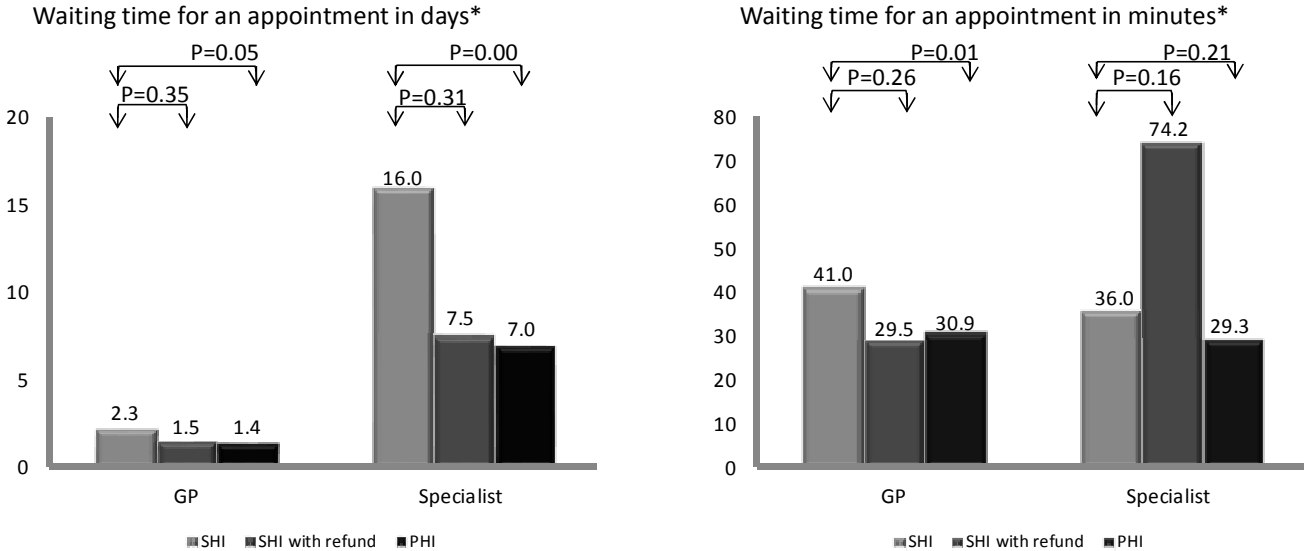 Waiting time for an appointment in days*
P=0.05
P=0.35
P=0.00
P=0.31
20
15
10
5
0
2.3
1.5
1.4
16.0
7.5
7.0
GP
Specialist
SHI
SHI with refund
PHI
Waiting time for an appointment in minutes*
P=0.01
P=0.26
P=0.21
P=0.16
80
70
60
50
40
30
20
10
0
41.0
29.5
30.9
36.0
74.2
29.3
GP
Specialist
SHI
SHI with refund
PHI